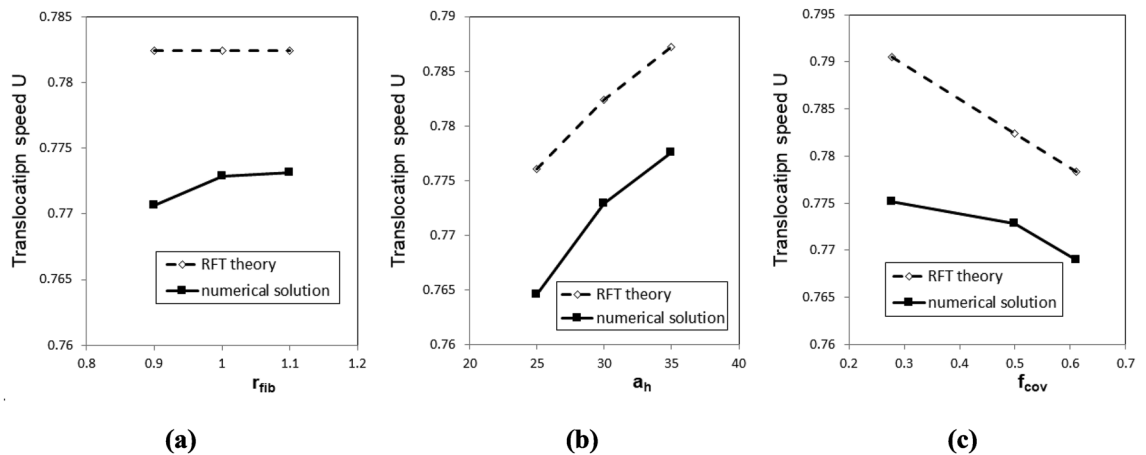 0.785
0.78
0.775
0.77
0.765
0.76
0.8
0.9
1
1.1
1.2
Translocatipn speed U
RFT theory
numerical solution
r_fib
(a)
0.79
0.785
0.78
0.775
0.77
0.765
0.76
20
25
30
35
40
Translocatipn speed U
RFT theory
numerical solution
a_h
(b)
0.795
0.79
0.785
0.78
0.775
0.77
0.765
0.76
0.2
0.3
0.4
0.5
0.6
0.7
Translocatipn speed U
RFT theory
numerical solution
f_cov
(c)